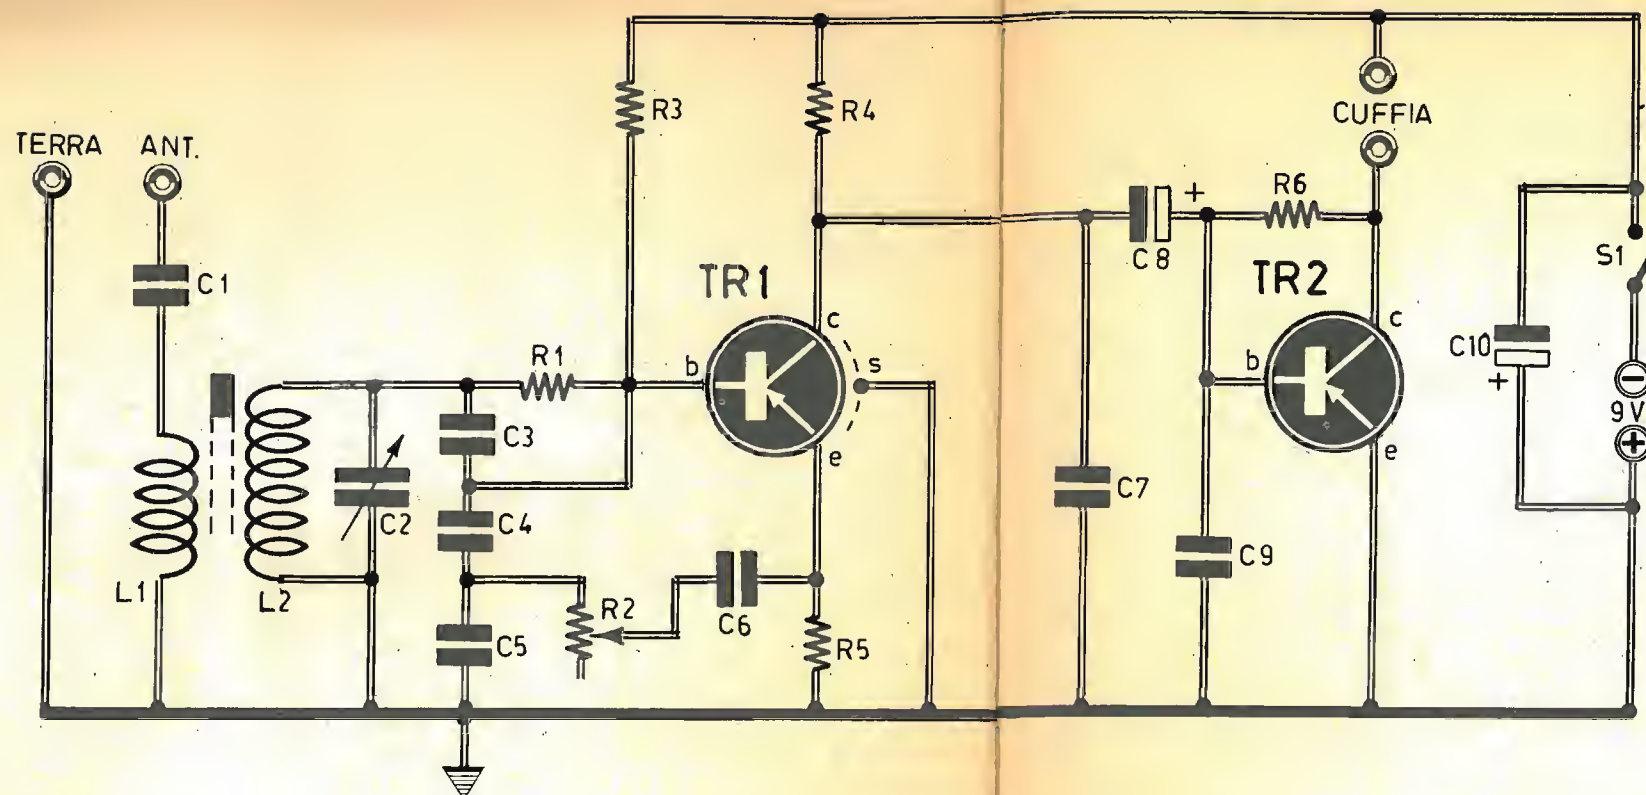 TERRA
ANT.
C1
L1
L2
C2
C3
C4
C5
R1
R2
R3
R4
TR1
b
c
s
e
C6
R5
C7
C8
+
R6
CUFFIA
TR2
b
c
e
C9
C10
+
S1
−
9V
+